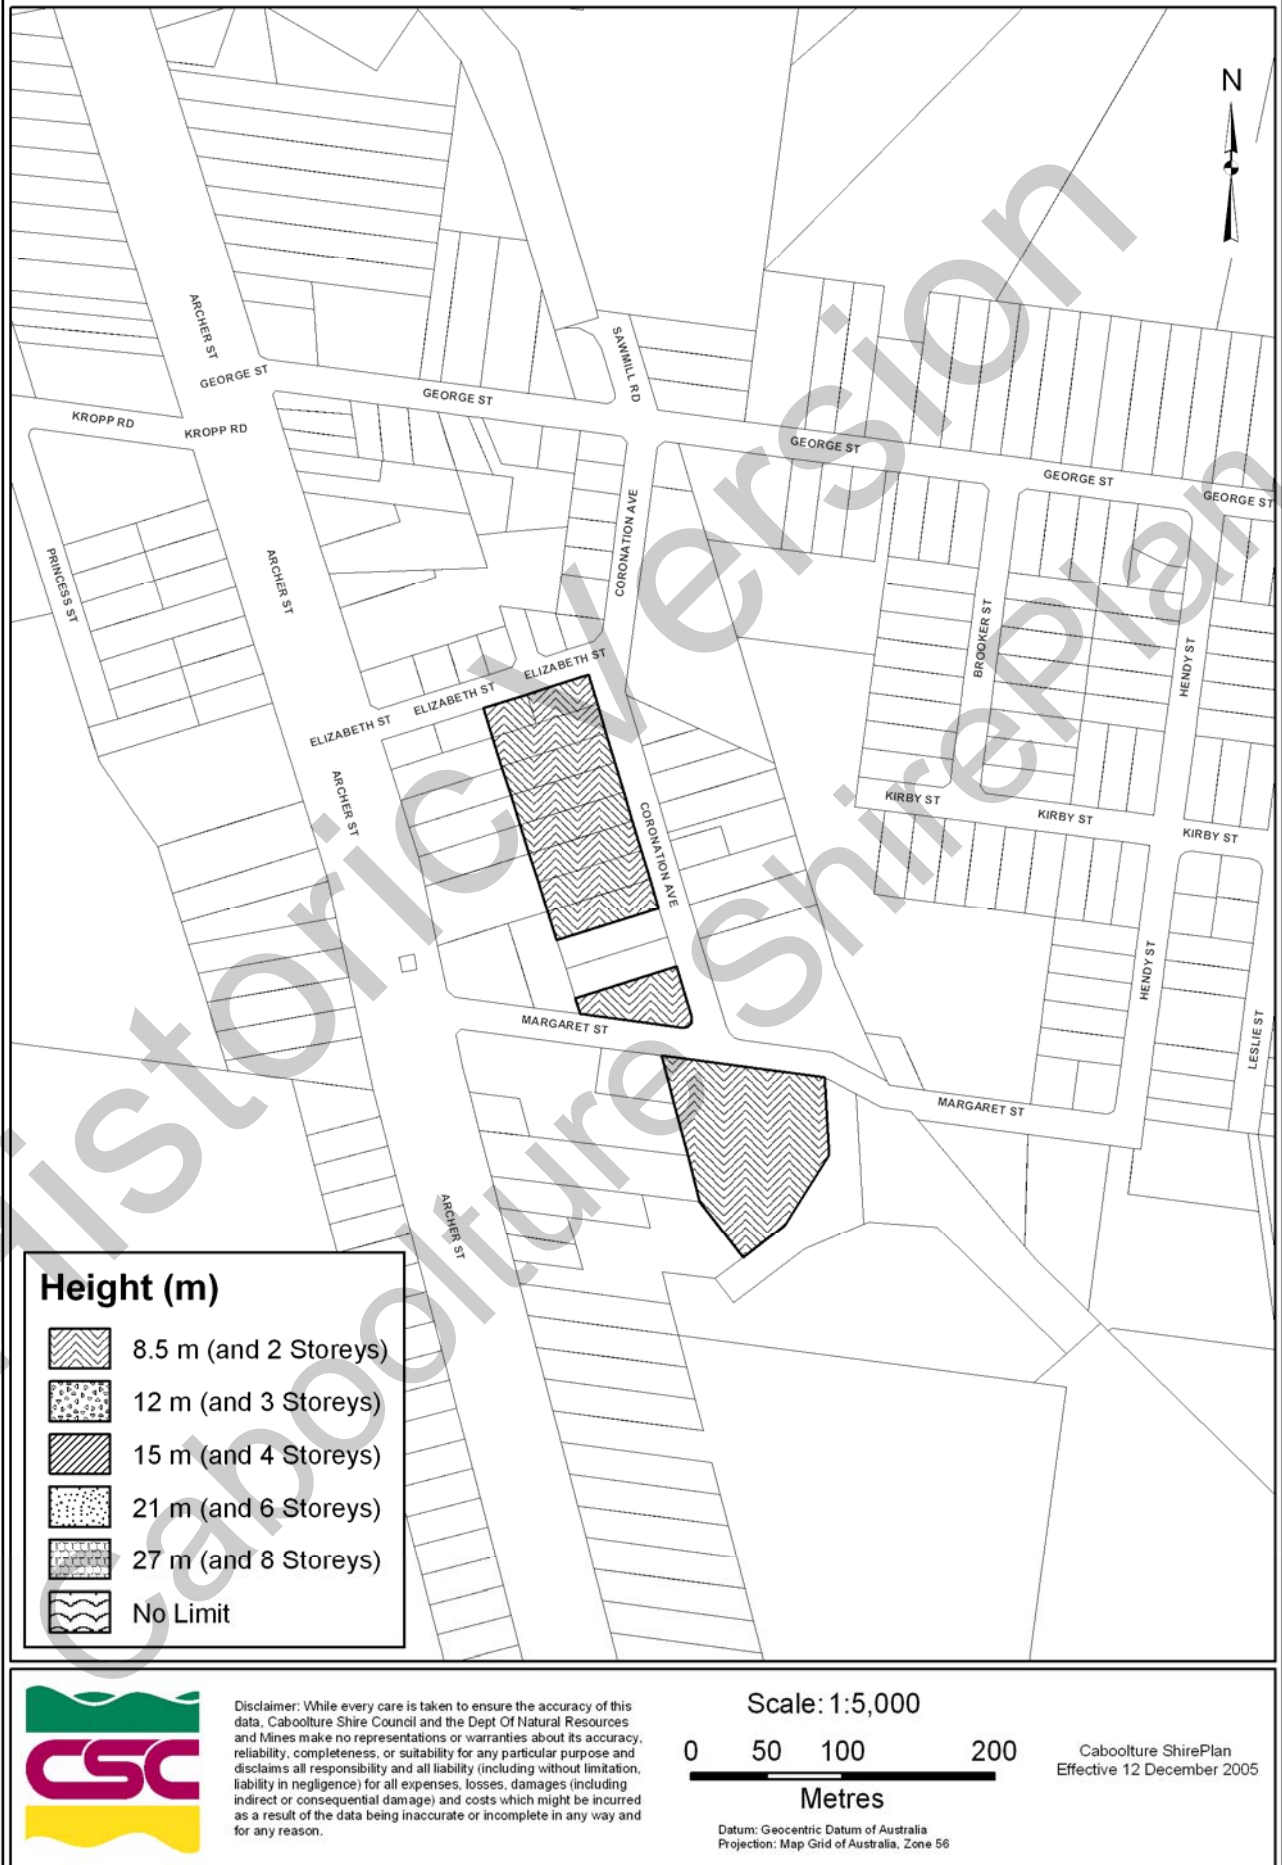 N
ARCHER ST
SAWMILL RD
GEORGE ST
GEORGE ST
KROPP RD
KROPP RD
GEORGE ST
GEORGE ST
GEORGE ST
CORONATION AVE
PRINCESS ST
ARCHER ST
BROOKER ST
HENDY ST
ELIZABETH ST
ELIZABETH ST
ELIZABETH ST
ARCHER ST
CORONATION AVE
KIRBY ST
KIRBY ST
KIRBY ST
HENDY ST
LESLIE ST
MARGARET ST
MARGARET ST
ARCHER ST
Historic Version
Caboolture ShirePlan
Height (m)
8.5 m (and 2 Storeys)
12 m (and 3 Storeys)
15 m (and 4 Storeys)
21 m (and 6 Storeys)
27 m (and 8 Storeys)
No Limit
CSC
Disclaimer: While every care is taken to ensure the accuracy of this
data, Caboolture Shire Council and the Dept Of Natural Resources
and Mines make no representations or warranties about its accuracy,
reliability, completeness, or suitability for any particular purpose and
disclaims all responsibility and all liability (including without limitation,
liability in negligence) for all expenses, losses, damages (including
indirect or consequential damage) and costs which might be incurred
as a result of the data being inaccurate or incomplete in any way and
for any reason.
Scale: 1:5,000
0 50 100 200
Metres
Datum: Geocentric Datum of Australia
Projection: Map Grid of Australia, Zone 56
Caboolture ShirePlan
Effective 12 December 2005